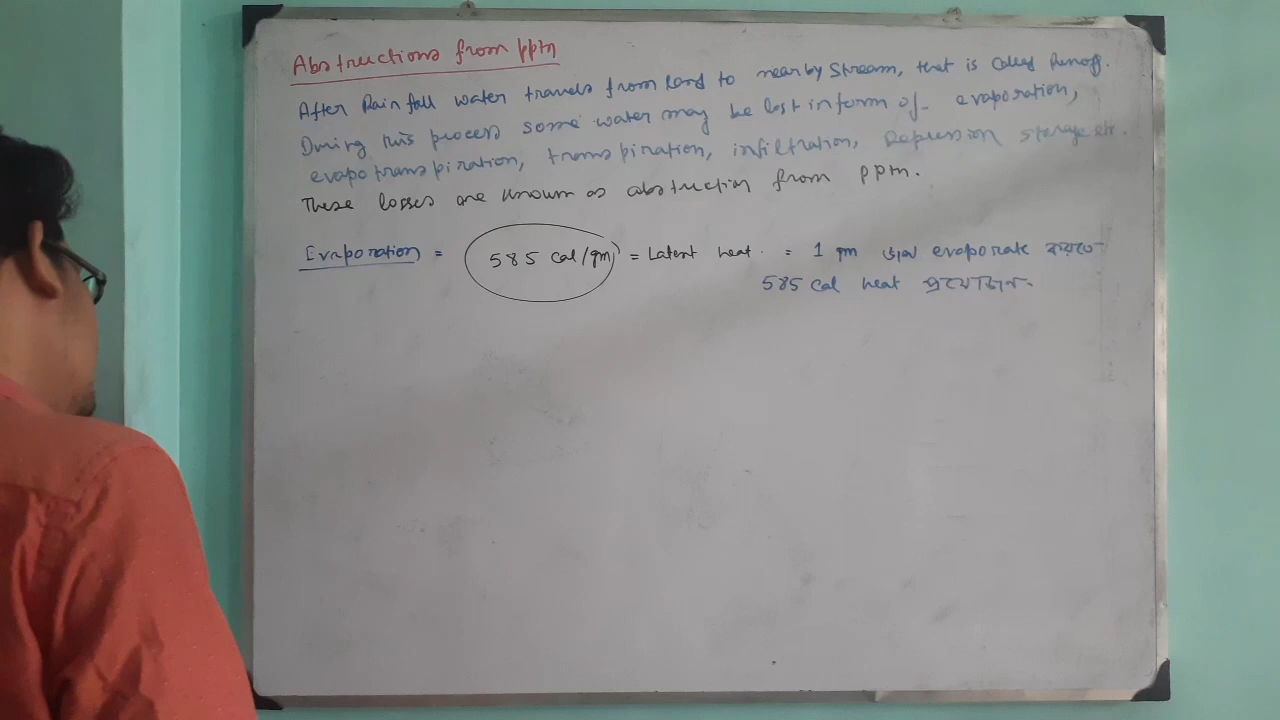 Abstructions from pptn
After Rainfall water travels from land to nearby stream, that is called Runoff.
During this process some water may be lost in form of evaporation,
evapotranspiration, transpiration, infiltration, Depression storage etc.
These losses are known as abstruction from pptn.
Evaporation = 585 cal/gm = Latent heat. = 1 gm জল evaporate করতে
585 cal heat প্রয়োজন.